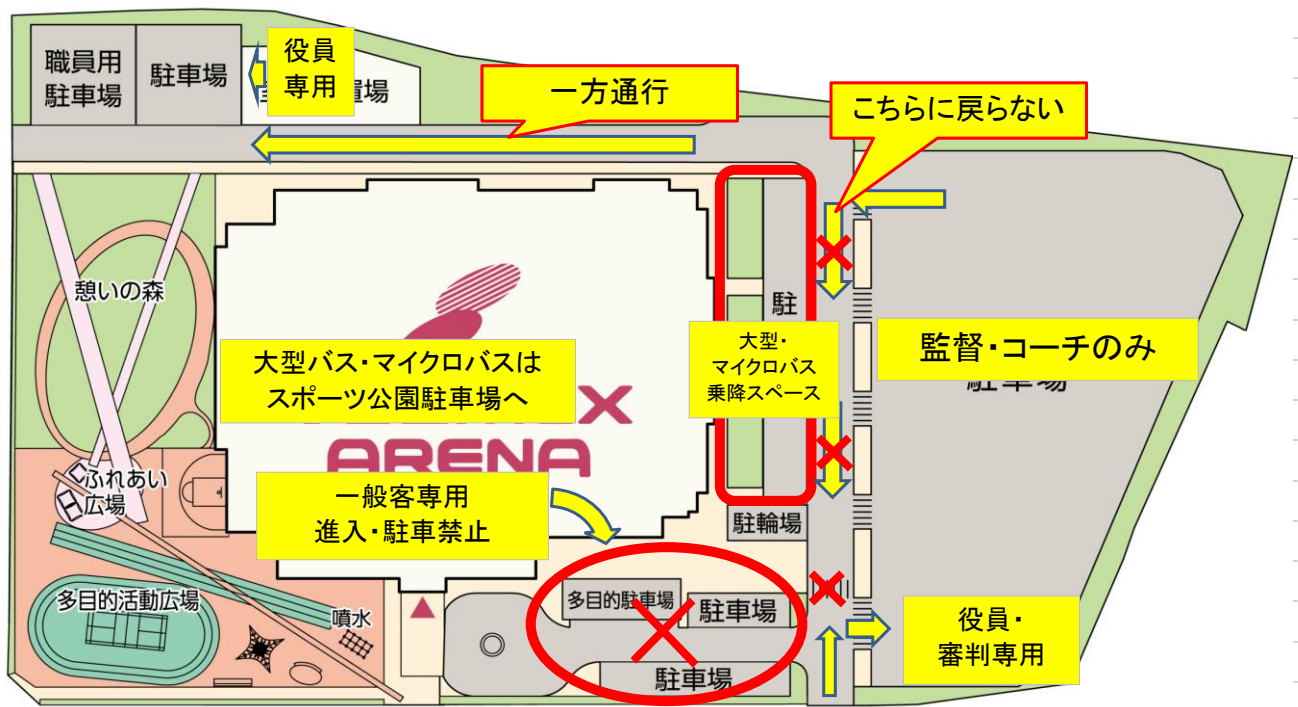 職員用
駐車場
駐車場
役員
専用
置場
一方通行
こちらに戻らない
憩いの森
大型バス・マイクロバスは
スポーツ公園駐車場へ
X
ARENA
駐
大型・
マイクロバス
乗降スペース
監督・コーチのみ
駐車場
ふれあい
広場
一般客専用
進入・駐車禁止
駐輪場
多目的活動広場
噴水
多目的駐車場
駐車場
駐車場
役員・
審判専用